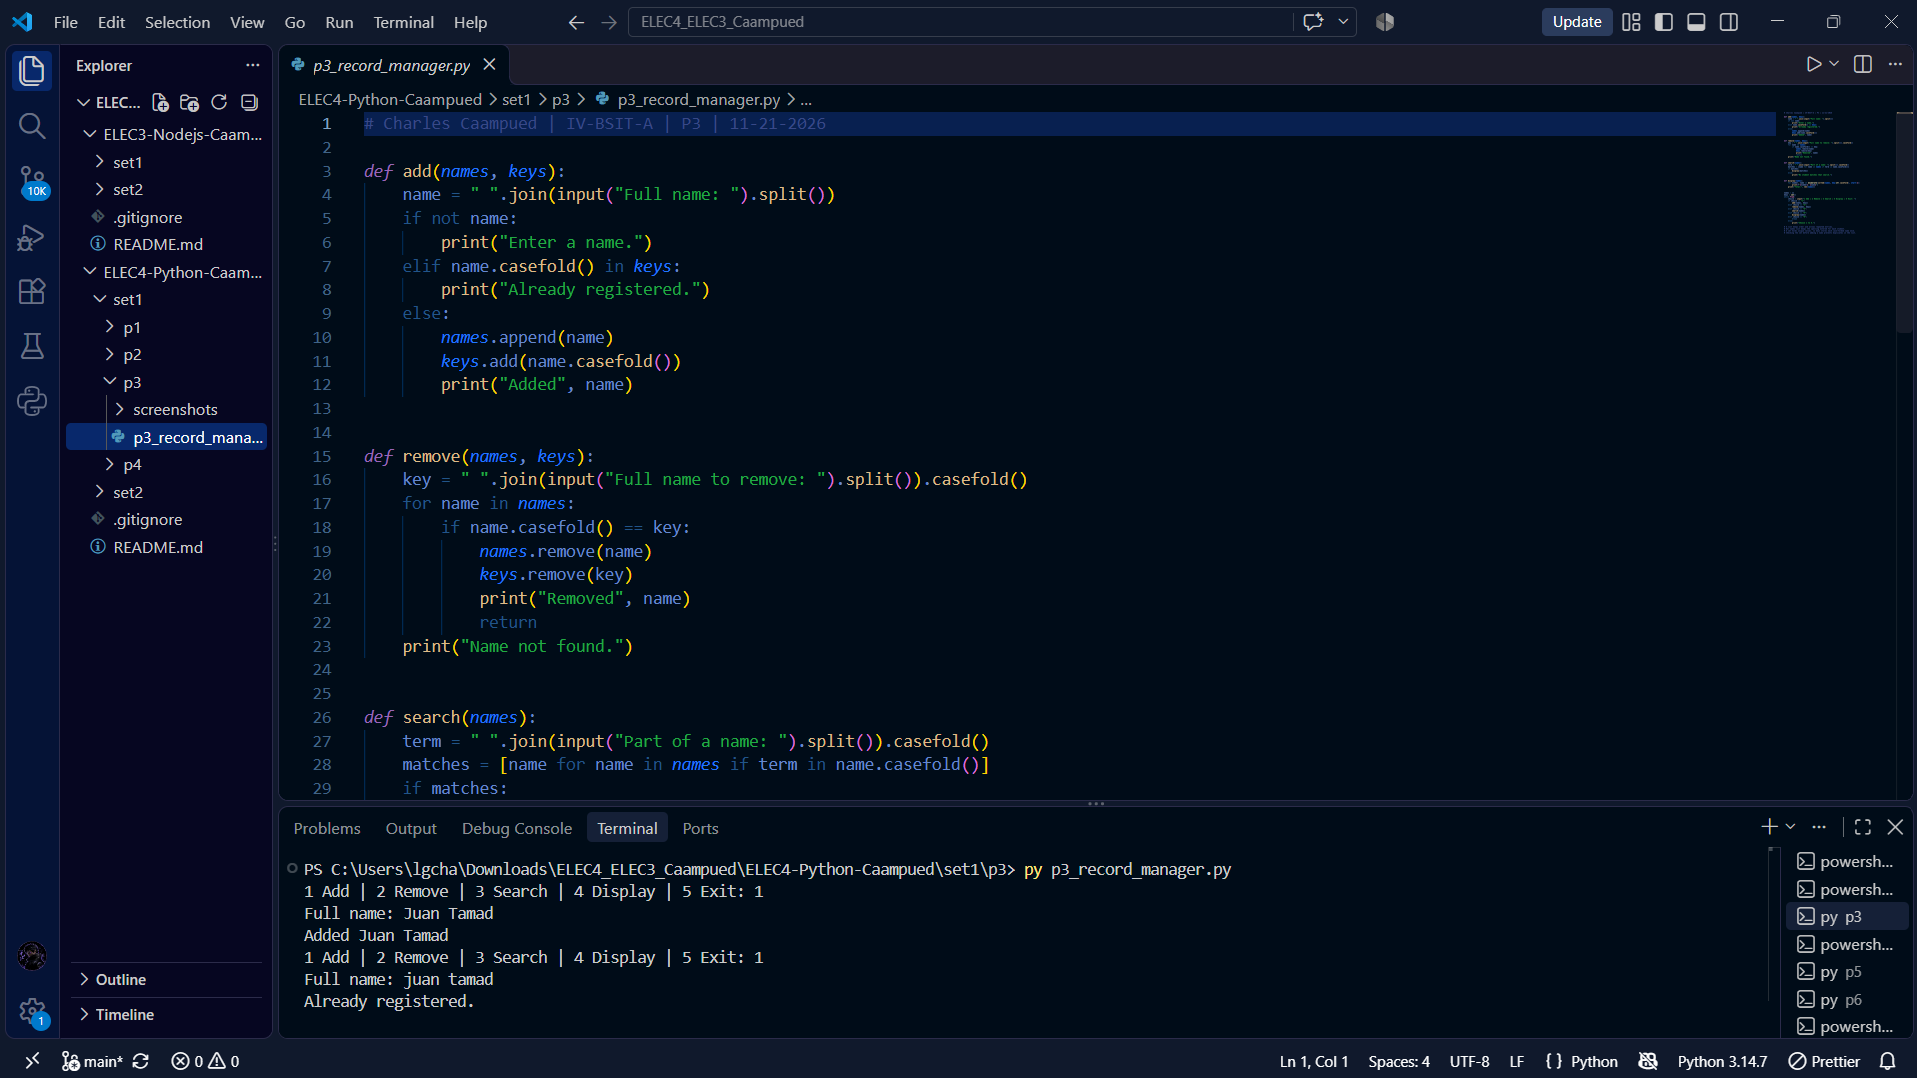 File Edit Selection View Go Run Terminal Help
ELEC4_ELEC3_Caampued
Update
Explorer
ELEC...
ELEC3-Nodejs-Caam...
set1
set2
.gitignore
README.md
ELEC4-Python-Caam...
set1
p1
p2
p3
screenshots
p3_record_mana...
p4
set2
.gitignore
README.md
Outline
Timeline
10K
1
p3_record_manager.py
ELEC4-Python-Caampued > set1 > p3 > p3_record_manager.py > ...
1 # Charles Caampued | IV-BSIT-A | P3 | 11-21-2026
2
3 def add(names, keys):
4 name = " ".join(input("Full name: ").split())
5 if not name:
6 print("Enter a name.")
7 elif name.casefold() in keys:
8 print("Already registered.")
9 else:
10 names.append(name)
11 keys.add(name.casefold())
12 print("Added", name)
13
14
15 def remove(names, keys):
16 key = " ".join(input("Full name to remove: ").split()).casefold()
17 for name in names:
18 if name.casefold() == key:
19 names.remove(name)
20 keys.remove(key)
21 print("Removed", name)
22 return
23 print("Name not found.")
24
25
26 def search(names):
27 term = " ".join(input("Part of a name: ").split()).casefold()
28 matches = [name for name in names if term in name.casefold()]
29 if matches:
Problems Output Debug Console Terminal Ports
PS C:\Users\lgcha\Downloads\ELEC4_ELEC3_Caampued\ELEC4-Python-Caampued\set1\p3> py p3_record_manager.py
1 Add | 2 Remove | 3 Search | 4 Display | 5 Exit: 1
Full name: Juan Tamad
Added Juan Tamad
1 Add | 2 Remove | 3 Search | 4 Display | 5 Exit: 1
Full name: juan tamad
Already registered.
powersh...
powersh...
py p3
powersh...
py p5
py p6
powersh...
main* 0 0
Ln 1, Col 1 Spaces: 4 UTF-8 LF { } Python Python 3.14.7 Prettier